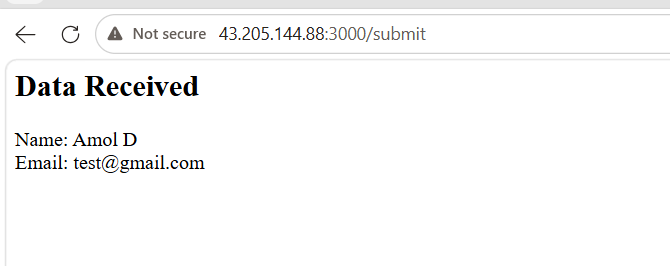 Not secure 43.205.144.88:3000/submit
Data Received
Name: Amol D
Email: test@gmail.com